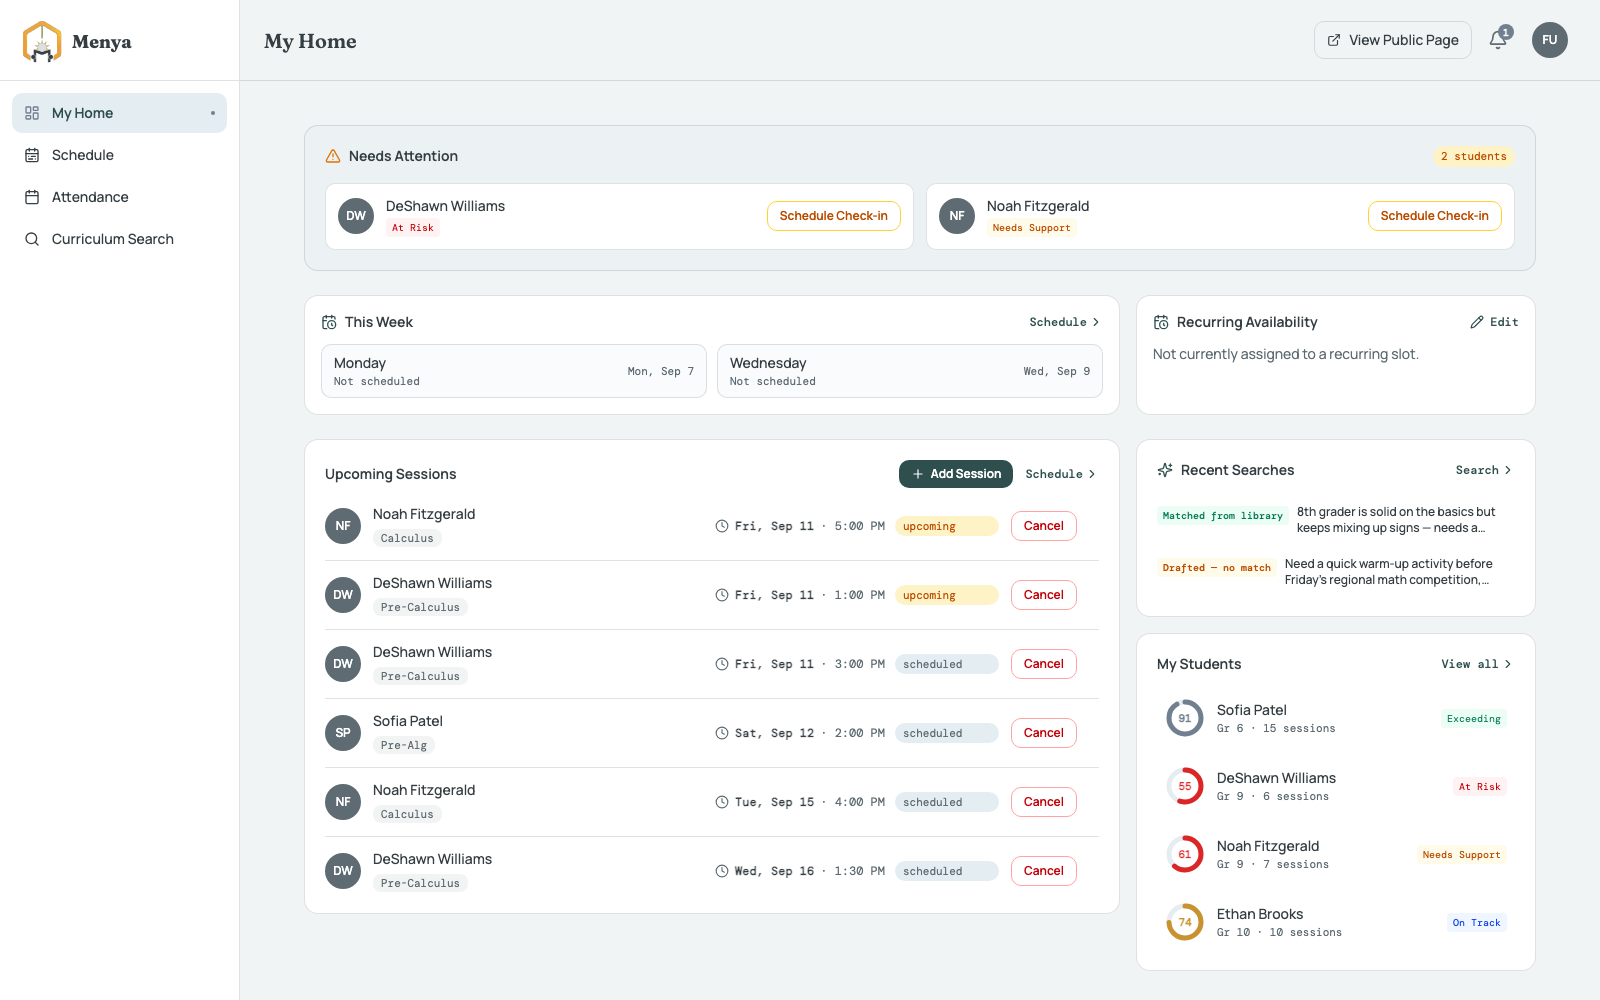 Menya
My Home
View Public Page
1
FU
My Home
Schedule
Attendance
Curriculum Search
Needs Attention
2 students
DW
DeShawn Williams
At Risk
Schedule Check-in
NF
Noah Fitzgerald
Needs Support
Schedule Check-in
This Week
Schedule
Monday
Not scheduled
Mon, Sep 7
Wednesday
Not scheduled
Wed, Sep 9
Recurring Availability
Edit
Not currently assigned to a recurring slot.
Upcoming Sessions
Add Session
Schedule
NF
Noah Fitzgerald
Calculus
Fri, Sep 11 · 5:00 PM
upcoming
Cancel
DW
DeShawn Williams
Pre-Calculus
Fri, Sep 11 · 1:00 PM
upcoming
Cancel
DW
DeShawn Williams
Pre-Calculus
Fri, Sep 11 · 3:00 PM
scheduled
Cancel
SP
Sofia Patel
Pre-Alg
Sat, Sep 12 · 2:00 PM
scheduled
Cancel
NF
Noah Fitzgerald
Calculus
Tue, Sep 15 · 4:00 PM
scheduled
Cancel
DW
DeShawn Williams
Pre-Calculus
Wed, Sep 16 · 1:30 PM
scheduled
Cancel
Recent Searches
Search
Matched from library
8th grader is solid on the basics but
keeps mixing up signs — needs a…
Drafted — no match
Need a quick warm-up activity before
Friday's regional math competition,…
My Students
View all
91
Sofia Patel
Gr 6 · 15 sessions
Exceeding
55
DeShawn Williams
Gr 9 · 6 sessions
At Risk
61
Noah Fitzgerald
Gr 9 · 7 sessions
Needs Support
74
Ethan Brooks
Gr 10 · 10 sessions
On Track